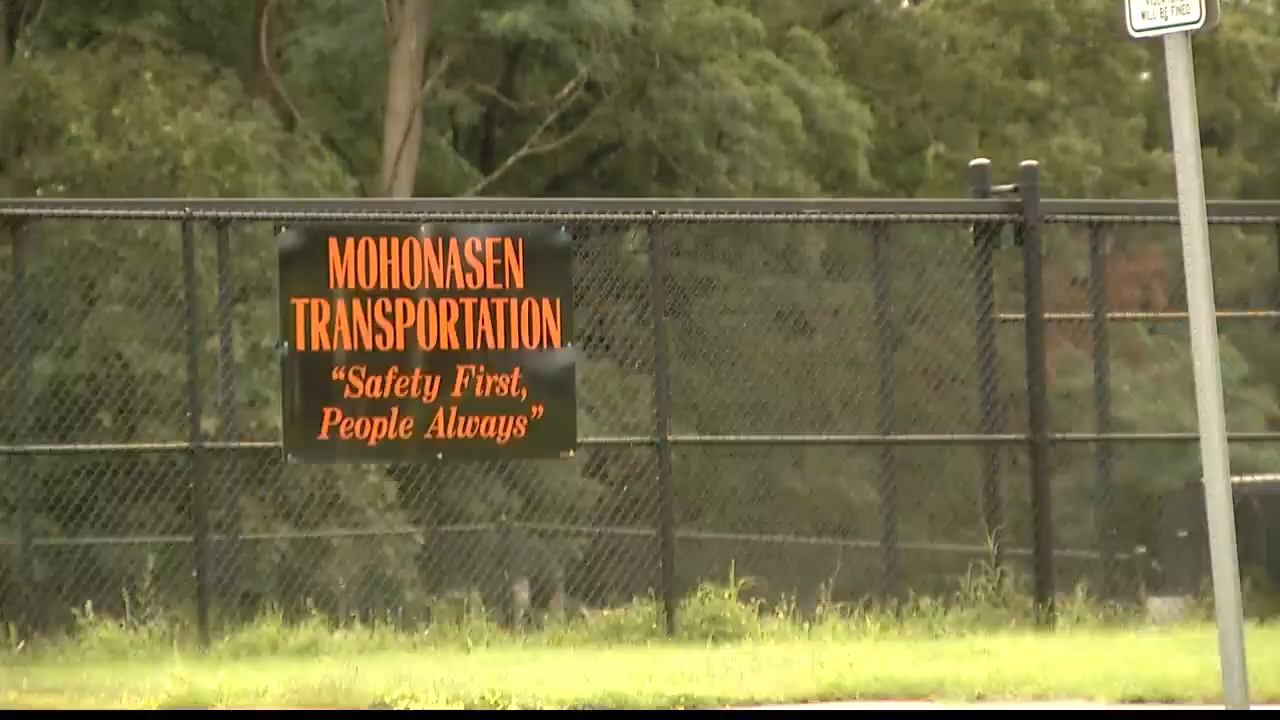 WILL BE FINED
MOHONASEN
TRANSPORTATION
“Safety First,
People Always”